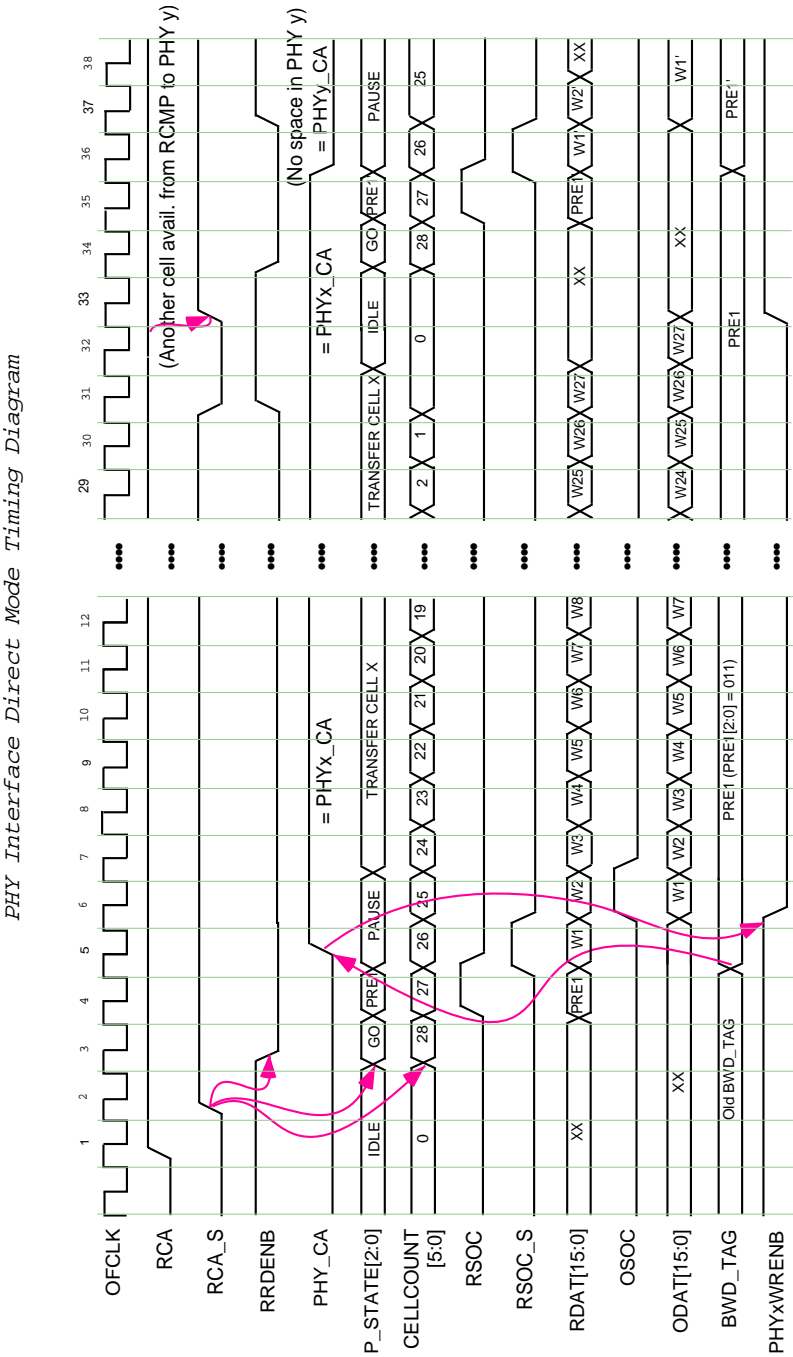 PHY Interface Direct Mode Timing Diagram
1 2 3 4 5 6 7 8 9 10 11 12 29 30 31 32 33 34 35 36 37 38
OFCLK
RCA
(Another cell avail. from RCMP to PHY y)
RCA_S
RRDENB
(No space in PHY y)
PHY_CA = PHYx_CA = PHYx_CA = PHYy_CA
P_STATE[2:0] IDLE GO PRE1 PAUSE TRANSFER CELL X TRANSFER CELL X IDLE GO PRE1 PAUSE
CELLCOUNT 0 28 27 26 25 24 23 22 21 20 19 2 1 0 28 27 26 25
[5:0]
RSOC
RSOC_S
RDAT[15:0] XX PRE1 W1 W2 W3 W4 W5 W6 W7 W8 W25 W26 W27 XX PRE1' W1' W2' XX
OSOC
ODAT[15:0] XX W1 W2 W3 W4 W5 W6 W7 W24 W25 W26 W27 XX W1'
BWD_TAG Old BWD_TAG PRE1 (PRE1[2:0] = 011) PRE1 PRE1'
PHYxWRENB